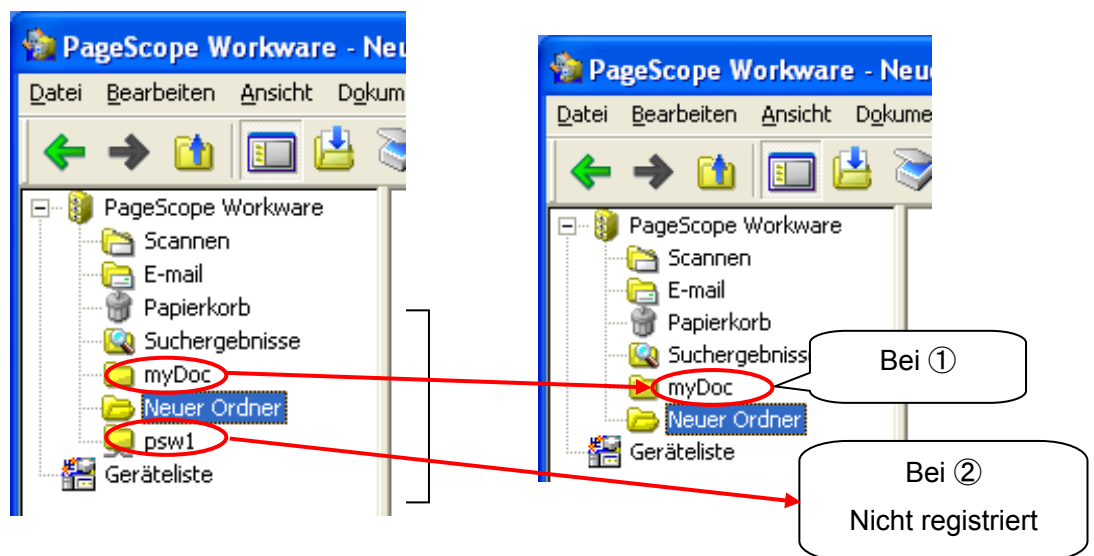 PageScope Workware - Neu
Datei Bearbeiten Ansicht Dokum
PageScope Workware
Scannen
E-mail
Papierkorb
Suchergebnisse
myDoc
Neuer Ordner
psw1
Geräteliste
PageScope Workware - Neu
Datei Bearbeiten Ansicht Dokume
PageScope Workware
Scannen
E-mail
Papierkorb
Suchergebniss
myDoc
Neuer Ordner
Geräteliste
Bei ①
Bei ②
Nicht registriert